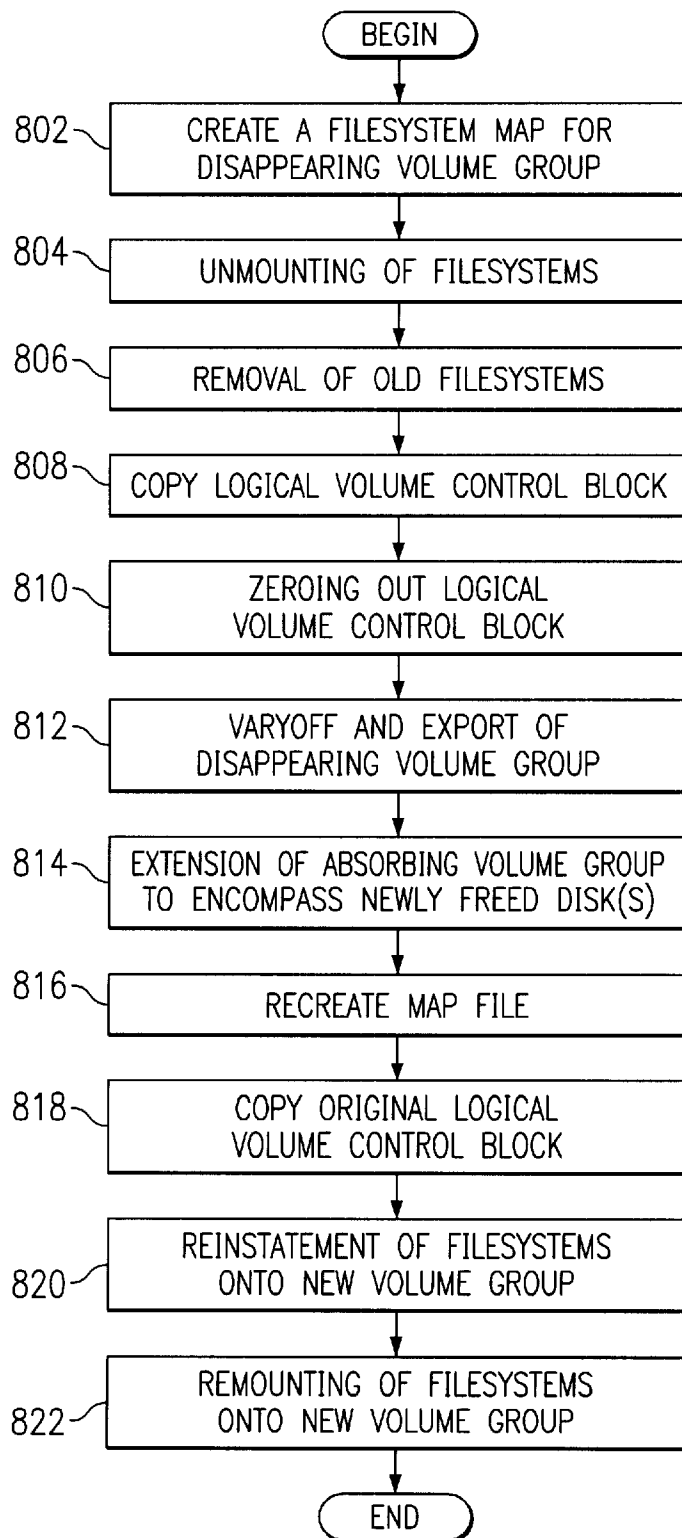 BEGIN
802
CREATE A FILESYSTEM MAP FOR
DISAPPEARING VOLUME GROUP
804
UNMOUNTING OF FILESYSTEMS
806
REMOVAL OF OLD FILESYSTEMS
808
COPY LOGICAL VOLUME CONTROL BLOCK
810
ZEROING OUT LOGICAL
VOLUME CONTROL BLOCK
812
VARYOFF AND EXPORT OF
DISAPPEARING VOLUME GROUP
814
EXTENSION OF ABSORBING VOLUME GROUP
TO ENCOMPASS NEWLY FREED DISK(S)
816
RECREATE MAP FILE
818
COPY ORIGINAL LOGICAL
VOLUME CONTROL BLOCK
820
REINSTATEMENT OF FILESYSTEMS
ONTO NEW VOLUME GROUP
822
REMOUNTING OF FILESYSTEMS
ONTO NEW VOLUME GROUP
END